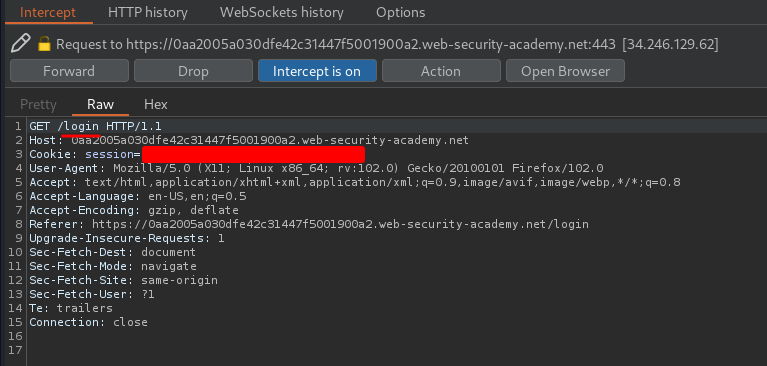 Intercept HTTP history WebSockets history Options
Request to https://0aa2005a030dfe42c31447f5001900a2.web-security-academy.net:443 [34.246.129.62]
Forward Drop Intercept is on Action Open Browser
Pretty Raw Hex
1 GET /login HTTP/1.1
2 Host: 0aa2005a030dfe42c31447f5001900a2.web-security-academy.net
3 Cookie: session=
4 User-Agent: Mozilla/5.0 (X11; Linux x86_64; rv:102.0) Gecko/20100101 Firefox/102.0
5 Accept: text/html,application/xhtml+xml,application/xml;q=0.9,image/avif,image/webp,*/*;q=0.8
6 Accept-Language: en-US,en;q=0.5
7 Accept-Encoding: gzip, deflate
8 Referer: https://0aa2005a030dfe42c31447f5001900a2.web-security-academy.net/login
9 Upgrade-Insecure-Requests: 1
10 Sec-Fetch-Dest: document
11 Sec-Fetch-Mode: navigate
12 Sec-Fetch-Site: same-origin
13 Sec-Fetch-User: ?1
14 Te: trailers
15 Connection: close
16
17